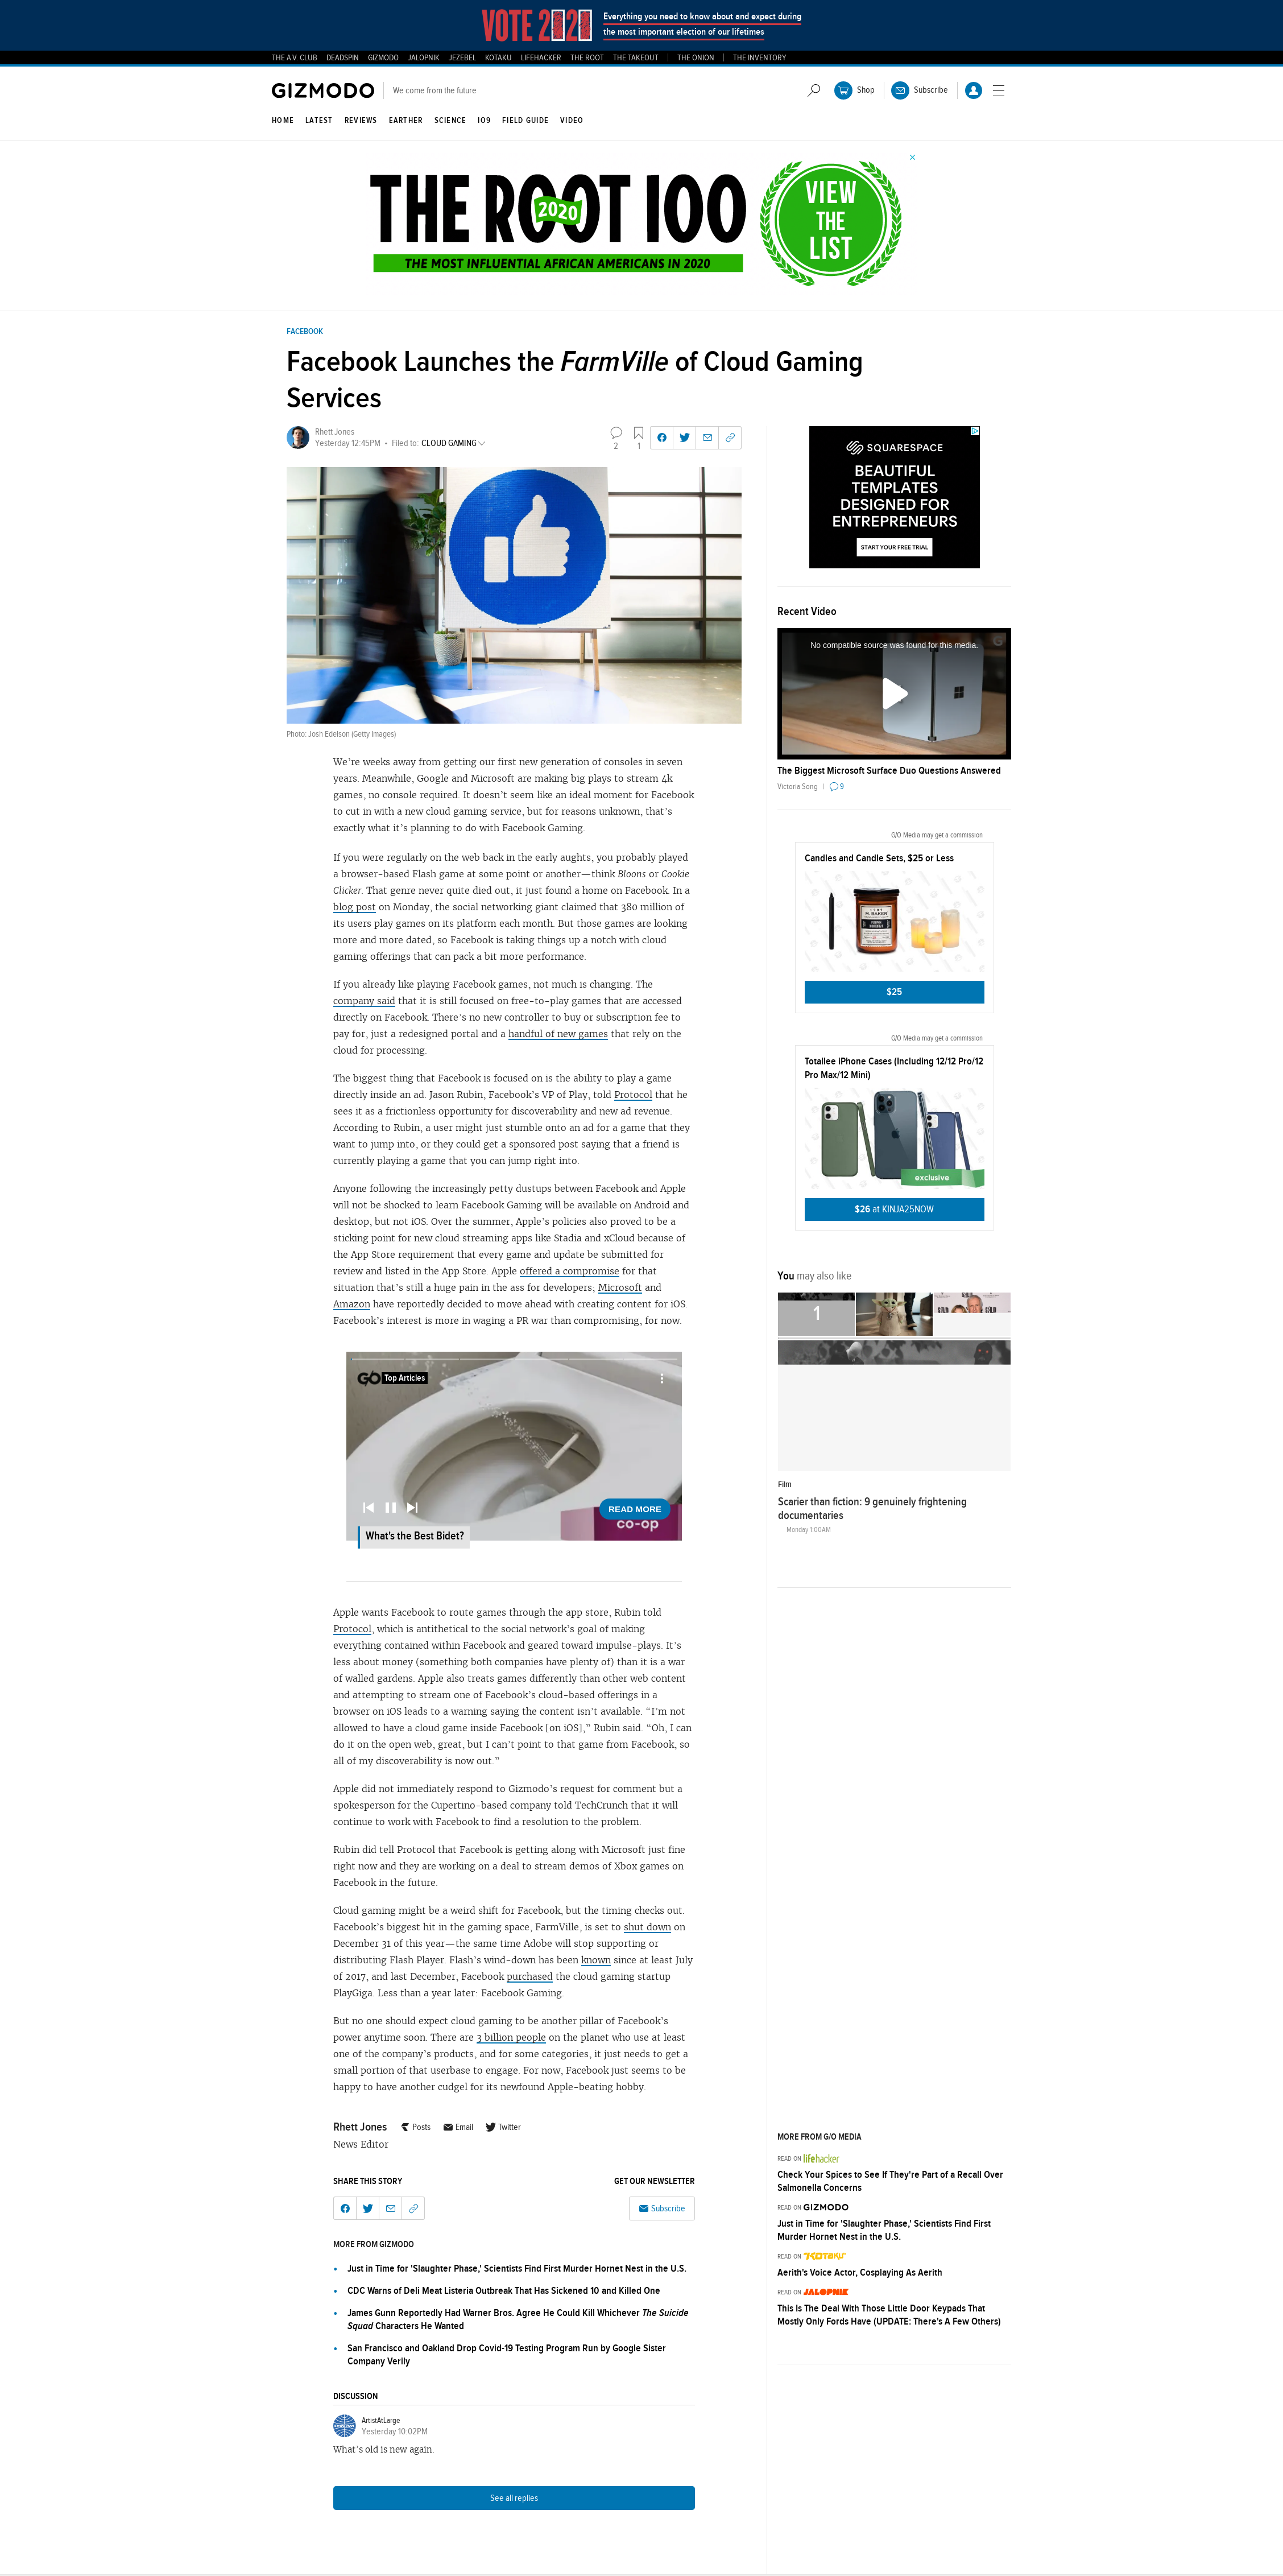 VOTE 2020
Everything you need to know about and expect during
the most important election of our lifetimes
THE A.V. CLUB DEADSPIN GIZMODO JALOPNIK JEZEBEL KOTAKU LIFEHACKER THE ROOT THE TAKEOUT THE ONION THE INVENTORY
GIZMODO We come from the future Shop Subscribe
HOME LATEST REVIEWS EARTHER SCIENCE IO9 FIELD GUIDE VIDEO
THE ROOT 100
2020
THE MOST INFLUENTIAL AFRICAN AMERICANS IN 2020
VIEW
THE
LIST
FACEBOOK
Facebook Launches the FarmVille of Cloud Gaming
Services
Rhett Jones
Yesterday 12:45PM • Filed to: CLOUD GAMING
2 1
Photo: Josh Edelson (Getty Images)
We’re weeks away from getting our first new generation of consoles in seven
years. Meanwhile, Google and Microsoft are making big plays to stream 4k
games, no console required. It doesn’t seem like an ideal moment for Facebook
to cut in with a new cloud gaming service, but for reasons unknown, that’s
exactly what it’s planning to do with Facebook Gaming.
If you were regularly on the web back in the early aughts, you probably played
a browser-based Flash game at some point or another—think Bloons or Cookie
Clicker. That genre never quite died out, it just found a home on Facebook. In a
blog post on Monday, the social networking giant claimed that 380 million of
its users play games on its platform each month. But those games are looking
more and more dated, so Facebook is taking things up a notch with cloud
gaming offerings that can pack a bit more performance.
If you already like playing Facebook games, not much is changing. The
company said that it is still focused on free-to-play games that are accessed
directly on Facebook. There’s no new controller to buy or subscription fee to
pay for, just a redesigned portal and a handful of new games that rely on the
cloud for processing.
The biggest thing that Facebook is focused on is the ability to play a game
directly inside an ad. Jason Rubin, Facebook’s VP of Play, told Protocol that he
sees it as a frictionless opportunity for discoverability and new ad revenue.
According to Rubin, a user might just stumble onto an ad for a game that they
want to jump into, or they could get a sponsored post saying that a friend is
currently playing a game that you can jump right into.
Anyone following the increasingly petty dustups between Facebook and Apple
will not be shocked to learn Facebook Gaming will be available on Android and
desktop, but not iOS. Over the summer, Apple’s policies also proved to be a
sticking point for new cloud streaming apps like Stadia and xCloud because of
the App Store requirement that every game and update be submitted for
review and listed in the App Store. Apple offered a compromise for that
situation that’s still a huge pain in the ass for developers; Microsoft and
Amazon have reportedly decided to move ahead with creating content for iOS.
Facebook’s interest is more in waging a PR war than compromising, for now.
GO Top Articles
READ MORE
co-op
What's the Best Bidet?
Apple wants Facebook to route games through the app store, Rubin told
Protocol, which is antithetical to the social network’s goal of making
everything contained within Facebook and geared toward impulse-plays. It’s
less about money (something both companies have plenty of) than it is a war
of walled gardens. Apple also treats games differently than other web content
and attempting to stream one of Facebook’s cloud-based offerings in a
browser on iOS leads to a warning saying the content isn’t available. “I’m not
allowed to have a cloud game inside Facebook [on iOS],” Rubin said. “Oh, I can
do it on the open web, great, but I can’t point to that game from Facebook, so
all of my discoverability is now out.”
Apple did not immediately respond to Gizmodo’s request for comment but a
spokesperson for the Cupertino-based company told TechCrunch that it will
continue to work with Facebook to find a resolution to the problem.
Rubin did tell Protocol that Facebook is getting along with Microsoft just fine
right now and they are working on a deal to stream demos of Xbox games on
Facebook in the future.
Cloud gaming might be a weird shift for Facebook, but the timing checks out.
Facebook’s biggest hit in the gaming space, FarmVille, is set to shut down on
December 31 of this year—the same time Adobe will stop supporting or
distributing Flash Player. Flash’s wind-down has been known since at least July
of 2017, and last December, Facebook purchased the cloud gaming startup
PlayGiga. Less than a year later: Facebook Gaming.
But no one should expect cloud gaming to be another pillar of Facebook’s
power anytime soon. There are 3 billion people on the planet who use at least
one of the company’s products, and for some categories, it just needs to get a
small portion of that userbase to engage. For now, Facebook just seems to be
happy to have another cudgel for its newfound Apple-beating hobby.
Rhett Jones Posts Email Twitter
News Editor
SHARE THIS STORY GET OUR NEWSLETTER
Subscribe
MORE FROM GIZMODO
• Just in Time for 'Slaughter Phase,' Scientists Find First Murder Hornet Nest in the U.S.
• CDC Warns of Deli Meat Listeria Outbreak That Has Sickened 10 and Killed One
• James Gunn Reportedly Had Warner Bros. Agree He Could Kill Whichever The Suicide
Squad Characters He Wanted
• San Francisco and Oakland Drop Covid-19 Testing Program Run by Google Sister
Company Verily
DISCUSSION
ArtistAtLarge
Yesterday 10:02PM
What’s old is new again.
See all replies
SQUARESPACE
BEAUTIFUL
TEMPLATES
DESIGNED FOR
ENTREPRENEURS
START YOUR FREE TRIAL
Recent Video
No compatible source was found for this media.
The Biggest Microsoft Surface Duo Questions Answered
Victoria Song 9
G/O Media may get a commission
Candles and Candle Sets, $25 or Less
$25
G/O Media may get a commission
Totallee iPhone Cases (Including 12/12 Pro/12
Pro Max/12 Mini)
exclusive
$26 at KINJA25NOW
You may also like
1
Film
Scarier than fiction: 9 genuinely frightening
documentaries
Monday 1:00AM
MORE FROM G/O MEDIA
READ ON lifehacker
Check Your Spices to See If They're Part of a Recall Over
Salmonella Concerns
READ ON GIZMODO
Just in Time for 'Slaughter Phase,' Scientists Find First
Murder Hornet Nest in the U.S.
READ ON KOTAKU
Aerith's Voice Actor, Cosplaying As Aerith
READ ON JALOPNIK
This Is The Deal With Those Little Door Keypads That
Mostly Only Fords Have (UPDATE: There's A Few Others)